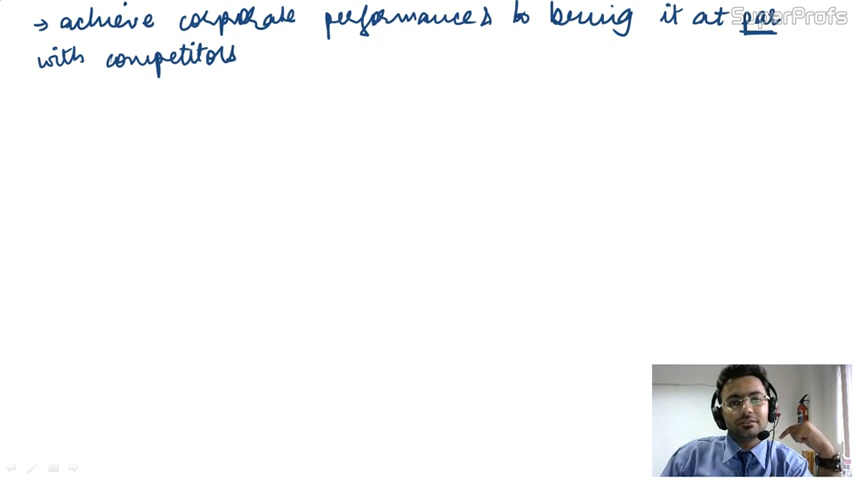 → achieve corporate performances to bring it at par
SuperProfs
with competitors